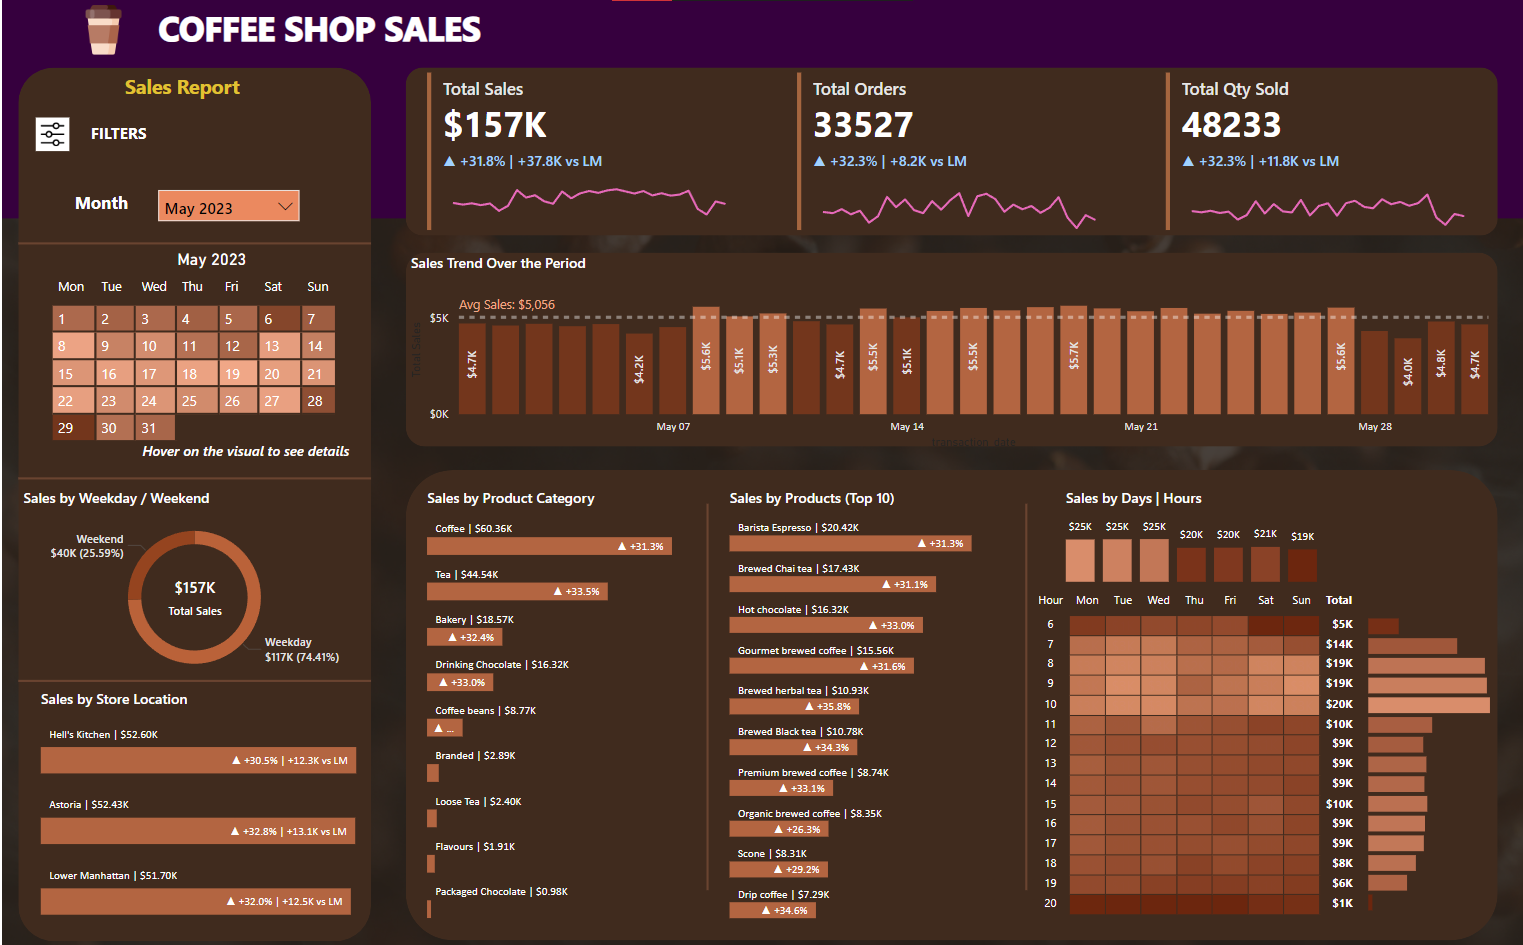 COFFEE SHOP SALES
Sales Report
FILTERS
Month
May 2023
May 2023
Mon Tue Wed Thu Fri Sat Sun
1 2 3 4 5 6 7
8 9 10 11 12 13 14
15 16 17 18 19 20 21
22 23 24 25 26 27 28
29 30 31
Hover on the visual to see details
Sales by Weekday / Weekend
Weekend
$40K (25.59%)
$157K
Total Sales
Weekday
$117K (74.41%)
Sales by Store Location
Hell's Kitchen | $52.60K
▲ +30.5% | +12.3K vs LM
Astoria | $52.43K
▲ +32.8% | +13.1K vs LM
Lower Manhattan | $51.70K
▲ +32.0% | +12.5K vs LM
Total Sales
$157K
▲ +31.8% | +37.8K vs LM
Total Orders
33527
▲ +32.3% | +8.2K vs LM
Total Qty Sold
48233
▲ +32.3% | +11.8K vs LM
Sales Trend Over the Period
Avg Sales: $5,056
Total Sales
$5K
$0K
$4.7K $4.2K $5.6K $5.1K $5.3K $4.7K $5.5K $5.1K $5.5K $5.7K $5.6K $4.0K $4.8K $4.7K
May 07 May 14 May 21 May 28
transaction_date
Sales by Product Category
Coffee | $60.36K
▲ +31.3%
Tea | $44.54K
▲ +33.5%
Bakery | $18.57K
▲ +32.4%
Drinking Chocolate | $16.32K
▲ +33.0%
Coffee beans | $8.77K
▲ ...
Branded | $2.89K
Loose Tea | $2.40K
Flavours | $1.91K
Packaged Chocolate | $0.98K
Sales by Products (Top 10)
Barista Espresso | $20.42K
▲ +31.3%
Brewed Chai tea | $17.43K
▲ +31.1%
Hot chocolate | $16.32K
▲ +33.0%
Gourmet brewed coffee | $15.56K
▲ +31.6%
Brewed herbal tea | $10.93K
▲ +35.8%
Brewed Black tea | $10.78K
▲ +34.3%
Premium brewed coffee | $8.74K
▲ +33.1%
Organic brewed coffee | $8.35K
▲ +26.3%
Scone | $8.31K
▲ +29.2%
Drip coffee | $7.29K
▲ +34.6%
Sales by Days | Hours
$25K $25K $25K $20K $20K $21K $19K
Hour Mon Tue Wed Thu Fri Sat Sun Total
6 $5K
7 $14K
8 $19K
9 $19K
10 $20K
11 $10K
12 $9K
13 $9K
14 $9K
15 $10K
16 $9K
17 $9K
18 $8K
19 $6K
20 $1K